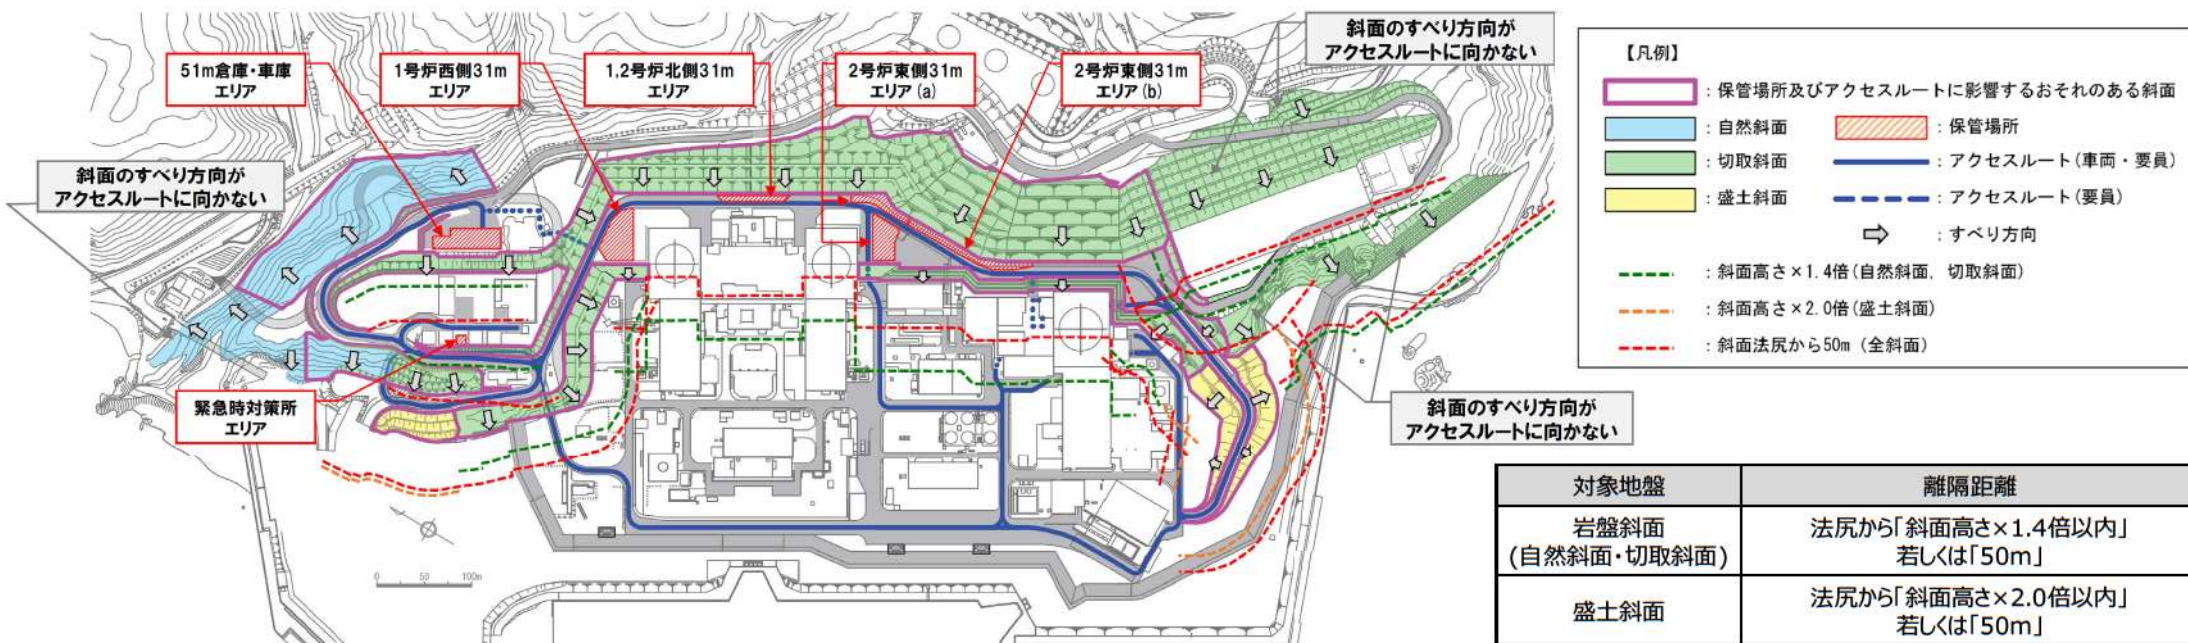 斜面のすべり方向が
アクセスルートに向かない
51m倉庫・車庫
エリア
1号炉西側31m
エリア
1,2号炉北側31m
エリア
2号炉東側31m
エリア(a)
2号炉東側31m
エリア(b)
斜面のすべり方向が
アクセスルートに向かない
緊急時対策所
エリア
斜面のすべり方向が
アクセスルートに向かない
0 50 100m
【凡例】
：保管場所及びアクセスルートに影響するおそれのある斜面
：自然斜面
：保管場所
：切取斜面
：アクセスルート(車両・要員)
：盛土斜面
：アクセスルート(要員)
：すべり方向
：斜面高さ×1.4倍(自然斜面，切取斜面)
：斜面高さ×2.0倍(盛土斜面)
：斜面法尻から50m (全斜面)
対象地盤
離隔距離
岩盤斜面
(自然斜面・切取斜面)
法尻から「斜面高さ×1.4倍以内」
若しくは「50m」
盛土斜面
法尻から「斜面高さ×2.0倍以内」
若しくは「50m」